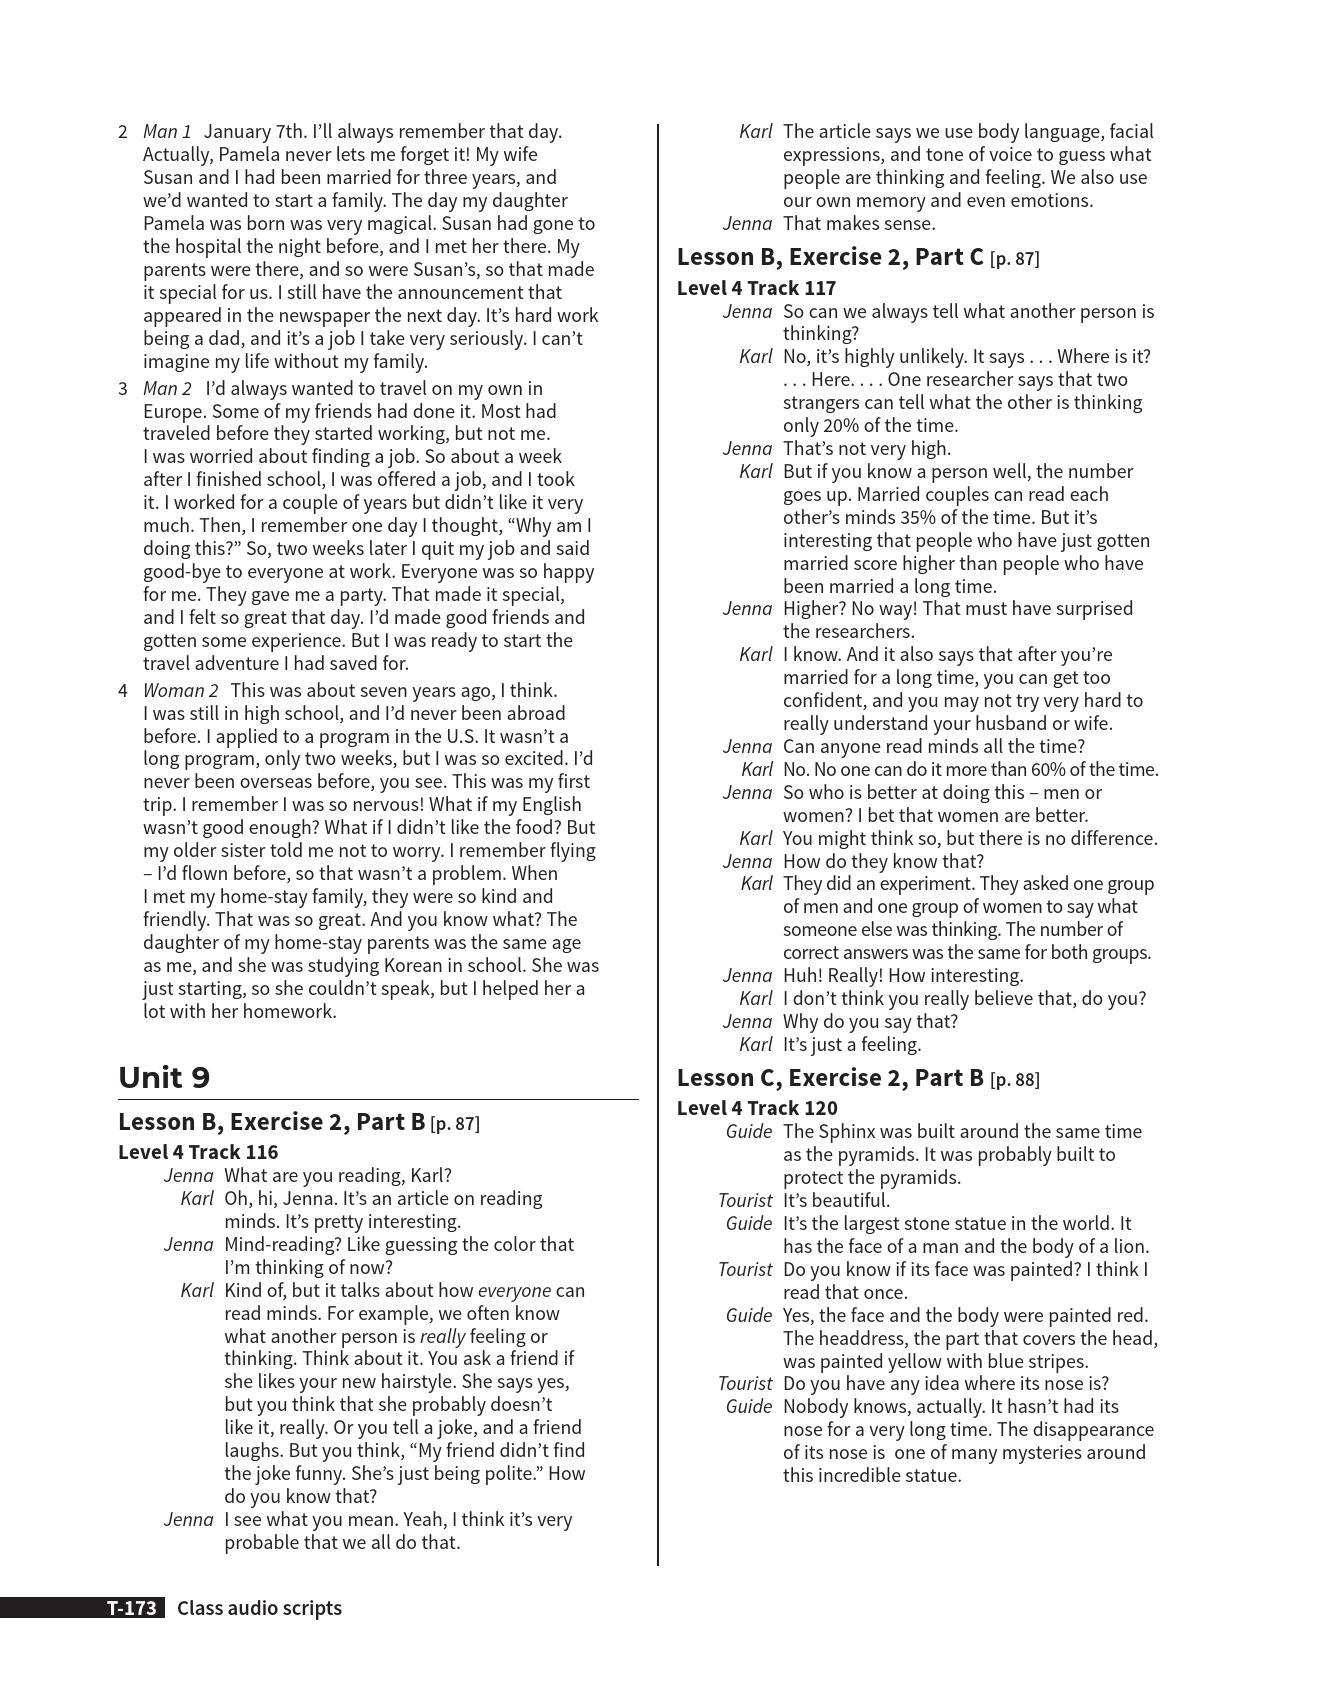 2 Man 1 January 7th. I’ll always remember that day.
Actually, Pamela never lets me forget it! My wife
Susan and I had been married for three years, and
we’d wanted to start a family. The day my daughter
Pamela was born was very magical. Susan had gone to
the hospital the night before, and I met her there. My
parents were there, and so were Susan’s, so that made
it special for us. I still have the announcement that
appeared in the newspaper the next day. It’s hard work
being a dad, and it’s a job I take very seriously. I can’t
imagine my life without my family.
3 Man 2 I’d always wanted to travel on my own in
Europe. Some of my friends had done it. Most had
traveled before they started working, but not me.
I was worried about finding a job. So about a week
after I finished school, I was offered a job, and I took
it. I worked for a couple of years but didn’t like it very
much. Then, I remember one day I thought, “Why am I
doing this?” So, two weeks later I quit my job and said
good-bye to everyone at work. Everyone was so happy
for me. They gave me a party. That made it special,
and I felt so great that day. I’d made good friends and
gotten some experience. But I was ready to start the
travel adventure I had saved for.
4 Woman 2 This was about seven years ago, I think.
I was still in high school, and I’d never been abroad
before. I applied to a program in the U.S. It wasn’t a
long program, only two weeks, but I was so excited. I’d
never been overseas before, you see. This was my first
trip. I remember I was so nervous! What if my English
wasn’t good enough? What if I didn’t like the food? But
my older sister told me not to worry. I remember flying
– I’d flown before, so that wasn’t a problem. When
I met my home-stay family, they were so kind and
friendly. That was so great. And you know what? The
daughter of my home-stay parents was the same age
as me, and she was studying Korean in school. She was
just starting, so she couldn’t speak, but I helped her a
lot with her homework.
Unit 9
Lesson B, Exercise 2, Part B [p. 87]
Level 4 Track 116
Jenna What are you reading, Karl?
Karl Oh, hi, Jenna. It’s an article on reading
minds. It’s pretty interesting.
Jenna Mind-reading? Like guessing the color that
I’m thinking of now?
Karl Kind of, but it talks about how everyone can
read minds. For example, we often know
what another person is really feeling or
thinking. Think about it. You ask a friend if
she likes your new hairstyle. She says yes,
but you think that she probably doesn’t
like it, really. Or you tell a joke, and a friend
laughs. But you think, “My friend didn’t find
the joke funny. She’s just being polite.” How
do you know that?
Jenna I see what you mean. Yeah, I think it’s very
probable that we all do that.
Karl The article says we use body language, facial
expressions, and tone of voice to guess what
people are thinking and feeling. We also use
our own memory and even emotions.
Jenna That makes sense.
Lesson B, Exercise 2, Part C [p. 87]
Level 4 Track 117
Jenna So can we always tell what another person is
thinking?
Karl No, it’s highly unlikely. It says . . . Where is it?
. . . Here. . . . One researcher says that two
strangers can tell what the other is thinking
only 20% of the time.
Jenna That’s not very high.
Karl But if you know a person well, the number
goes up. Married couples can read each
other’s minds 35% of the time. But it’s
interesting that people who have just gotten
married score higher than people who have
been married a long time.
Jenna Higher? No way! That must have surprised
the researchers.
Karl I know. And it also says that after you’re
married for a long time, you can get too
confident, and you may not try very hard to
really understand your husband or wife.
Jenna Can anyone read minds all the time?
Karl No. No one can do it more than 60% of the time.
Jenna So who is better at doing this – men or
women? I bet that women are better.
Karl You might think so, but there is no difference.
Jenna How do they know that?
Karl They did an experiment. They asked one group
of men and one group of women to say what
someone else was thinking. The number of
correct answers was the same for both groups.
Jenna Huh! Really! How interesting.
Karl I don’t think you really believe that, do you?
Jenna Why do you say that?
Karl It’s just a feeling.
Lesson C, Exercise 2, Part B [p. 88]
Level 4 Track 120
Guide The Sphinx was built around the same time
as the pyramids. It was probably built to
protect the pyramids.
Tourist It’s beautiful.
Guide It’s the largest stone statue in the world. It
has the face of a man and the body of a lion.
Tourist Do you know if its face was painted? I think I
read that once.
Guide Yes, the face and the body were painted red.
The headdress, the part that covers the head,
was painted yellow with blue stripes.
Tourist Do you have any idea where its nose is?
Guide Nobody knows, actually. It hasn’t had its
nose for a very long time. The disappearance
of its nose is one of many mysteries around
this incredible statue.
T-173 Class audio scripts